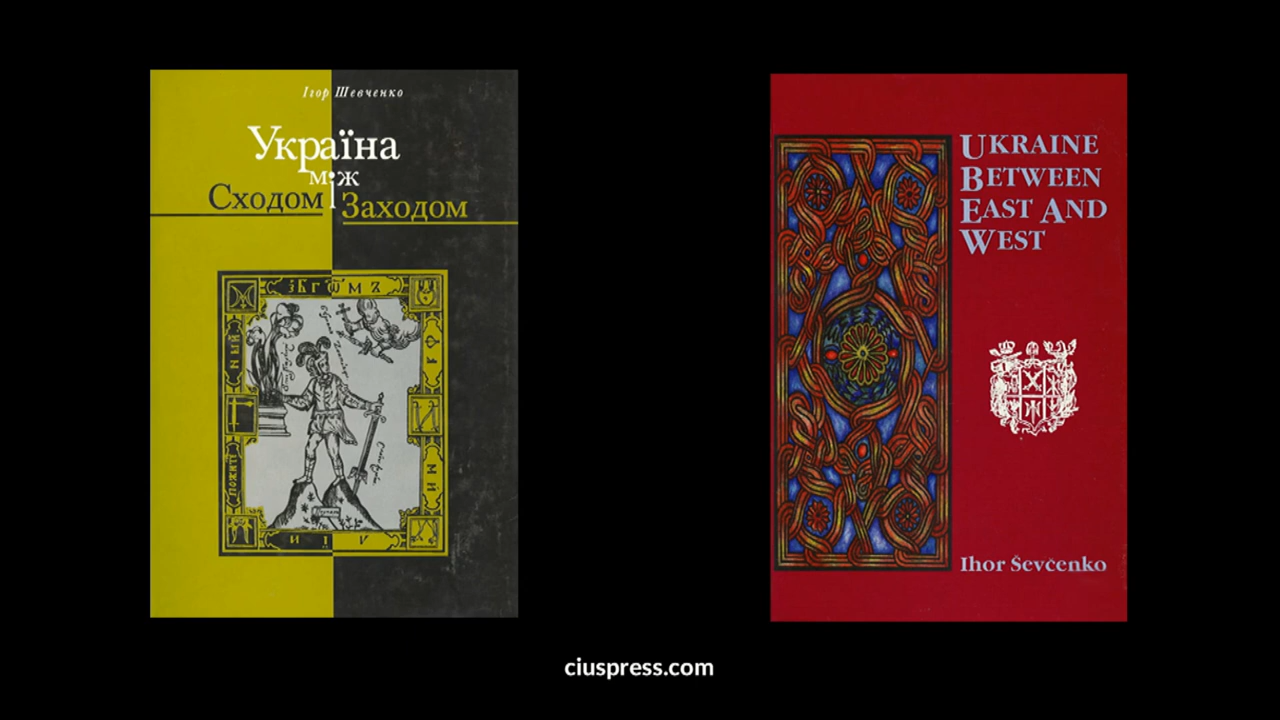 Ігор Шевченко
Україна
між
Сходом і Заходом
UKRAINE
BETWEEN
EAST AND
WEST
Ihor Ševčenko
ciuspress.com